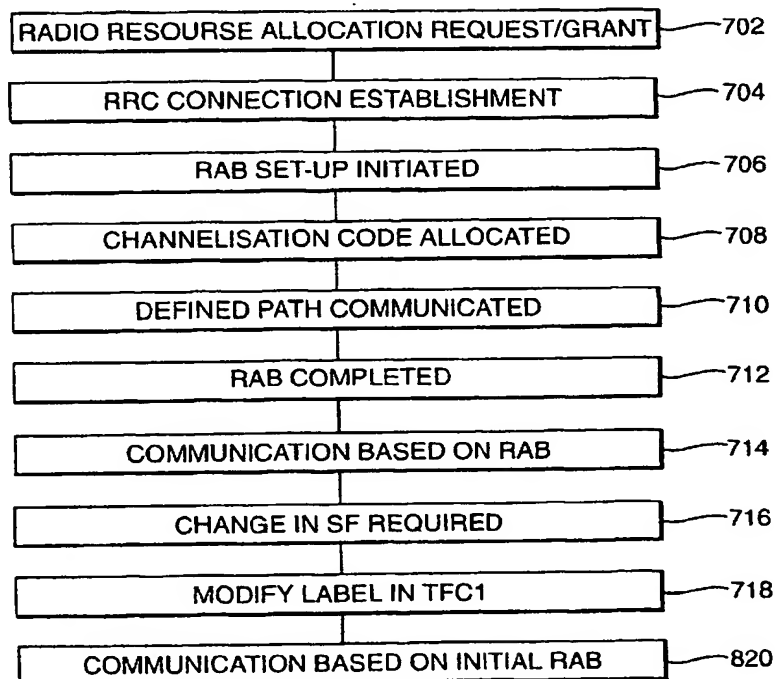 RADIO RESOURSE ALLOCATION REQUEST/GRANT 702
RRC CONNECTION ESTABLISHMENT 704
RAB SET-UP INITIATED 706
CHANNELISATION CODE ALLOCATED 708
DEFINED PATH COMMUNICATED 710
RAB COMPLETED 712
COMMUNICATION BASED ON RAB 714
CHANGE IN SF REQUIRED 716
MODIFY LABEL IN TFC1 718
COMMUNICATION BASED ON INITIAL RAB 820